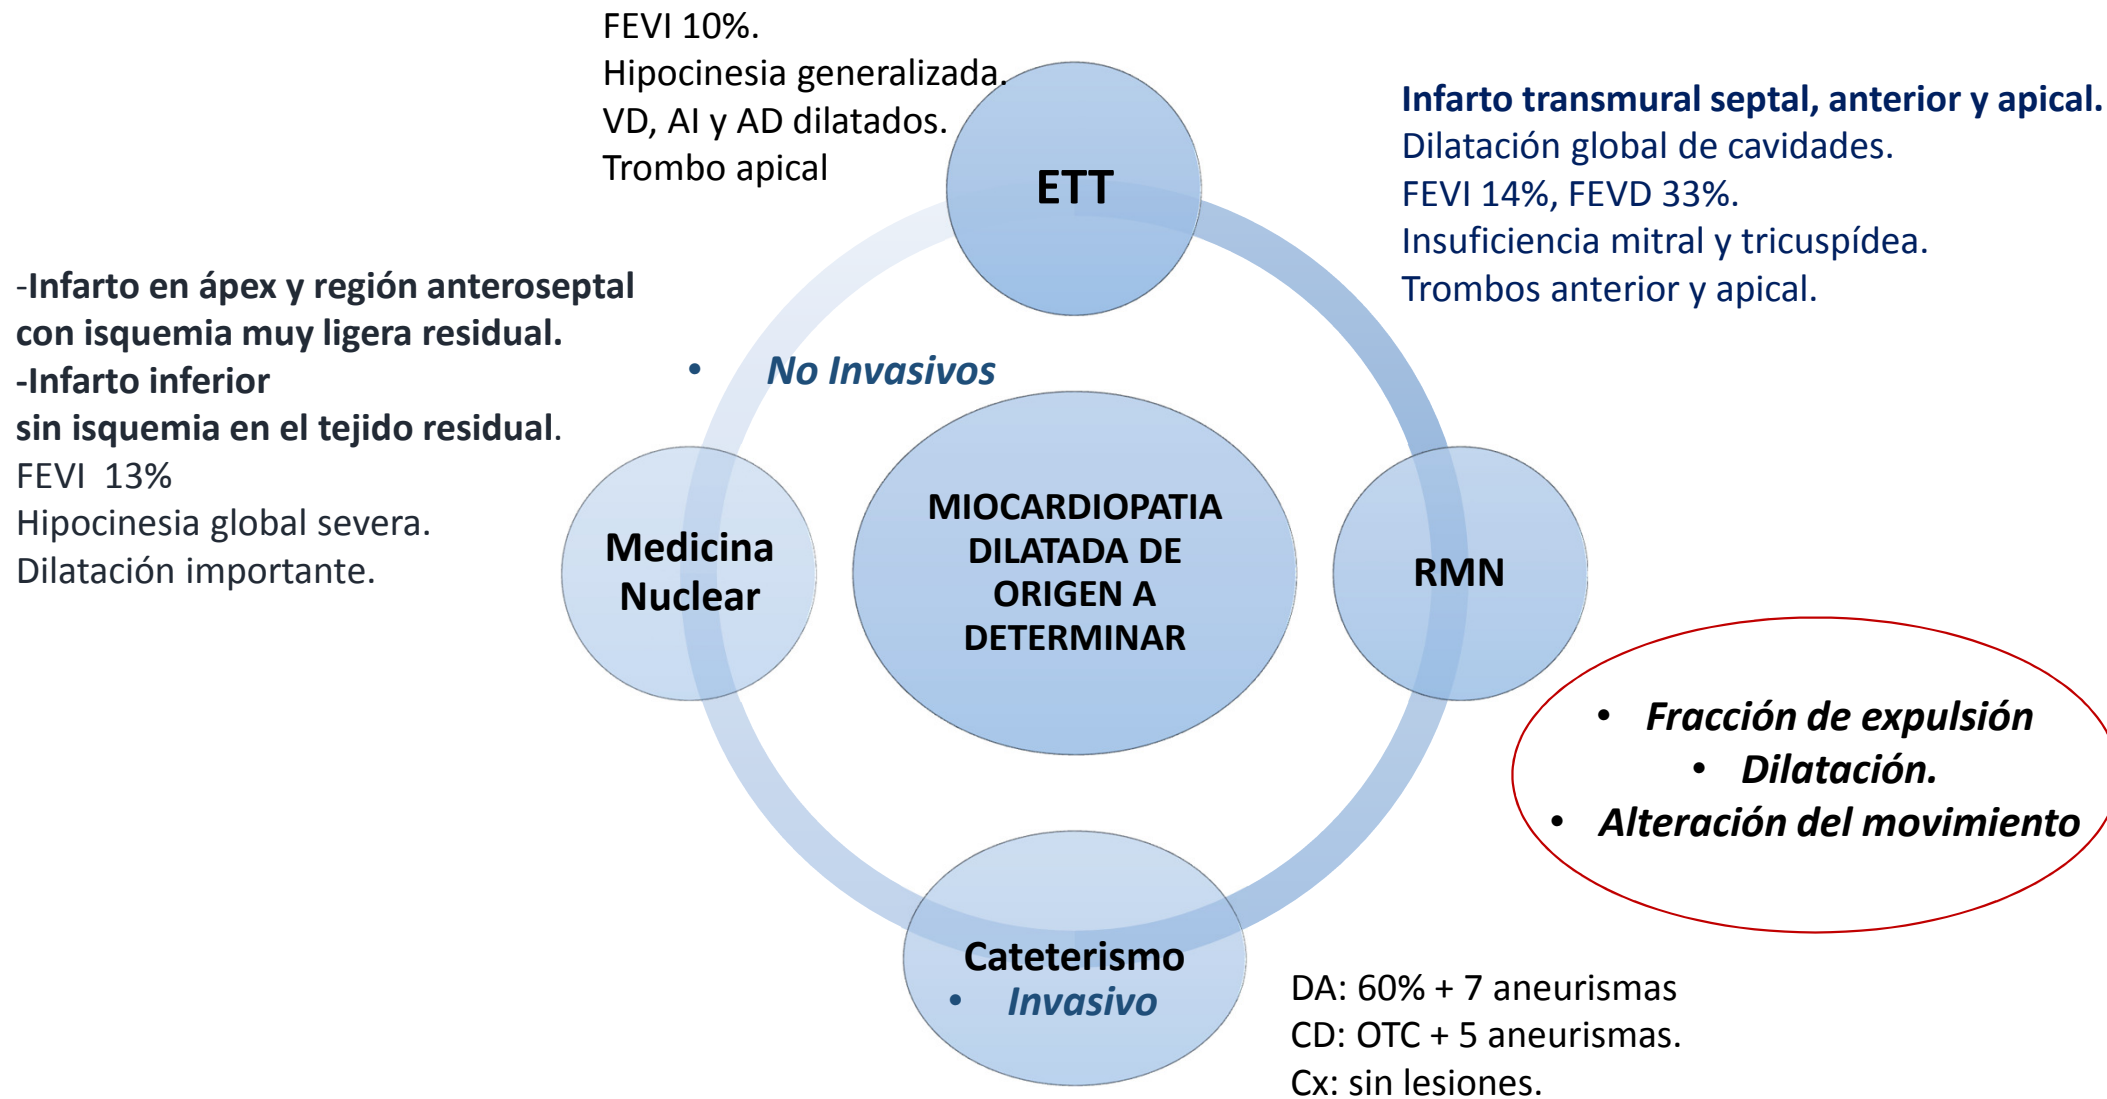 FEVI 10%.
Hipocinesia generalizada.
VD, AI y AD dilatados.
Trombo apical
ETT
Infarto transmural septal, anterior y apical.
Dilatación global de cavidades.
FEVI 14%, FEVD 33%.
Insuficiencia mitral y tricuspídea.
Trombos anterior y apical.
-Infarto en ápex y región anteroseptal
con isquemia muy ligera residual.
-Infarto inferior
sin isquemia en el tejido residual.
FEVI 13%
Hipocinesia global severa.
Dilatación importante.
• No Invasivos
MIOCARDIOPATIA
DILATADA DE
ORIGEN A
DETERMINAR
Medicina
Nuclear
RMN
• Fracción de expulsión
• Dilatación.
• Alteración del movimiento
Cateterismo
• Invasivo
DA: 60% + 7 aneurismas
CD: OTC + 5 aneurismas.
Cx: sin lesiones.